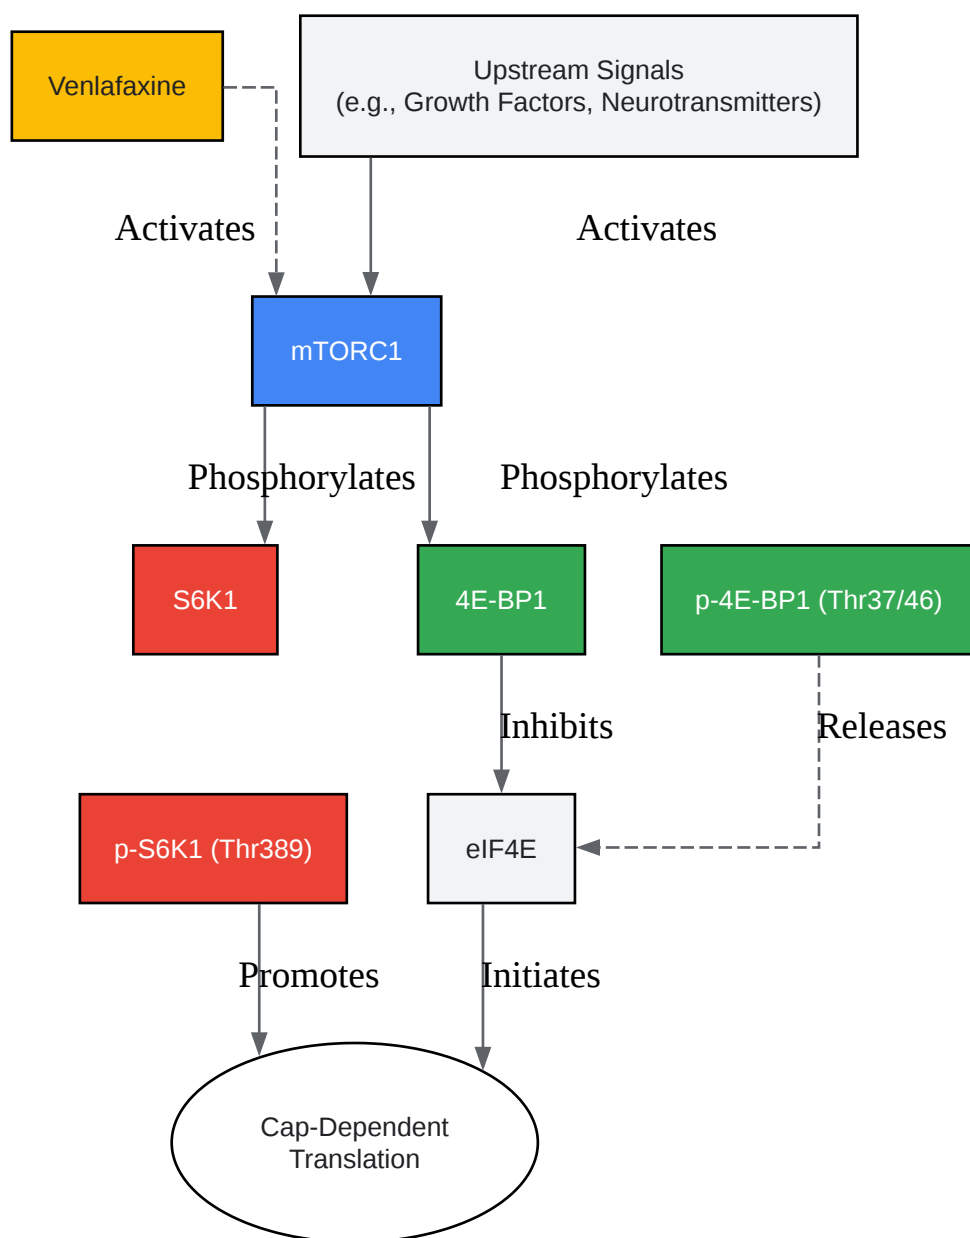 Venlafaxine
Upstream Signals
(e.g., Growth Factors, Neurotransmitters)
Activates
Activates
mTORC1
Phosphorylates
Phosphorylates
S6K1
4E-BP1
p-4E-BP1 (Thr37/46)
Inhibits
Releases
p-S6K1 (Thr389)
eIF4E
Promotes
Initiates
Cap-Dependent
Translation